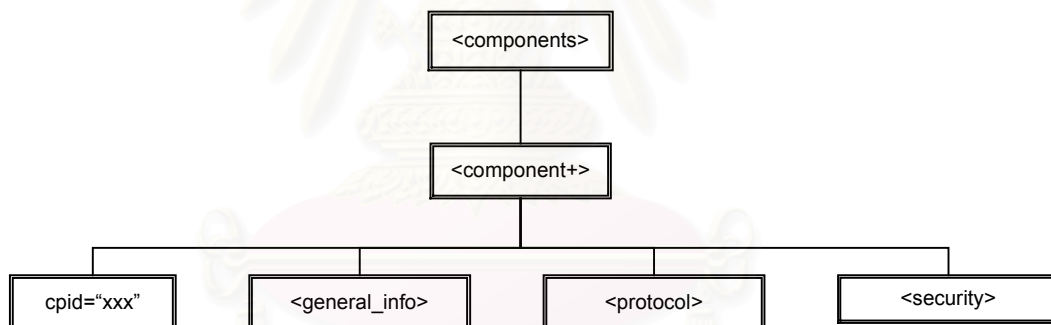 <components>
<component+>
cpid=“xxx”
<general_info>
<protocol>
<security>